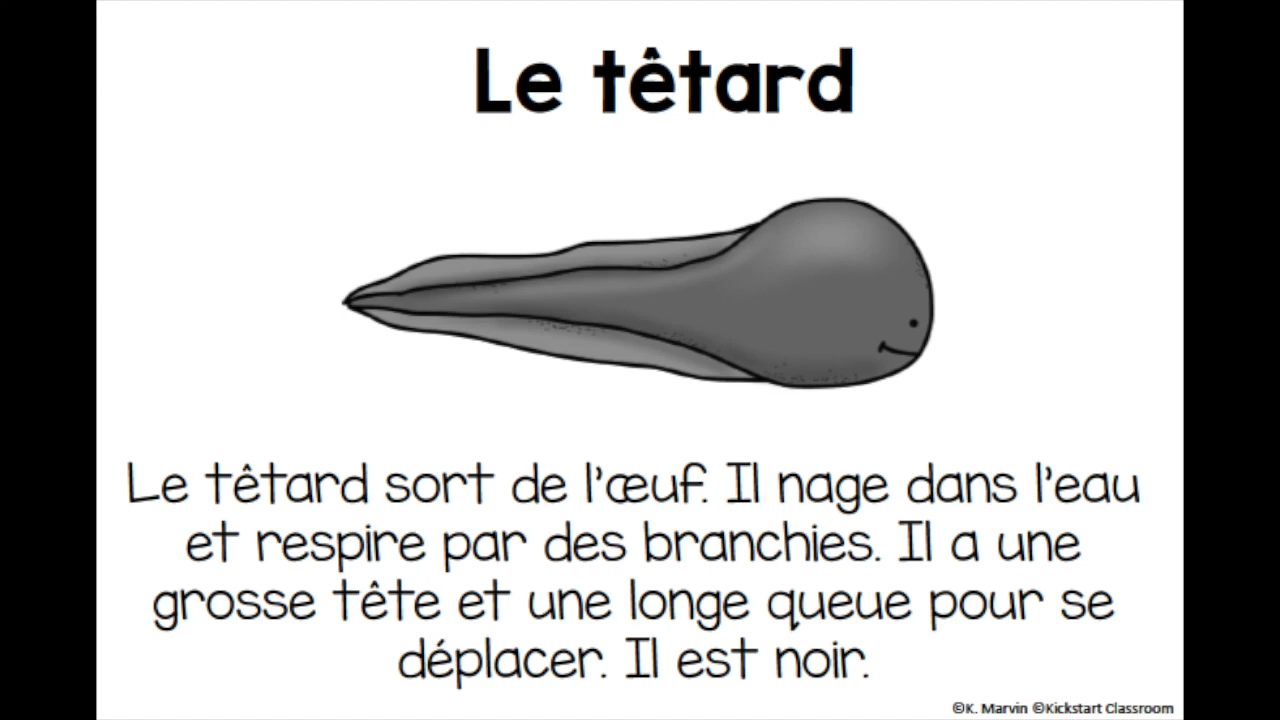 Le têtard
Le têtard sort de l'œuf. Il nage dans l'eau
et respire par des branchies. Il a une
grosse tête et une longe queue pour se
déplacer. Il est noir.
©K. Marvin ©Kickstart Classroom